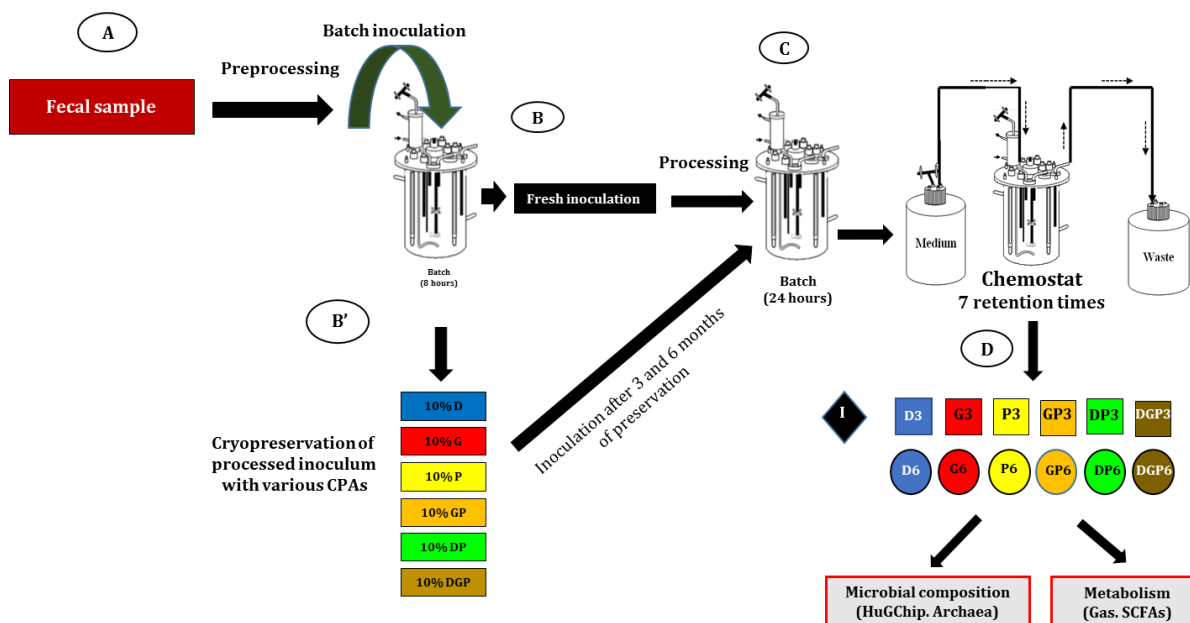 A
Fecal sample
Preprocessing
Batch inoculation
Batch
(8 hours)
B
Fresh inoculation
Processing
C
Batch
(24 hours)
Medium
Waste
Chemostat
7 retention times
B'
Cryopreservation of
processed inoculum
with various CPAs
10% D
10% G
10% P
10% GP
10% DP
10% DGP
Inoculation after 3 and 6 months
of preservation
D
I
D3 G3 P3 GP3 DP3 DGP3
D6 G6 P6 GP6 DP6 DGP6
Microbial composition
(HuGChip. Archaea)
Metabolism
(Gas. SCFAs)